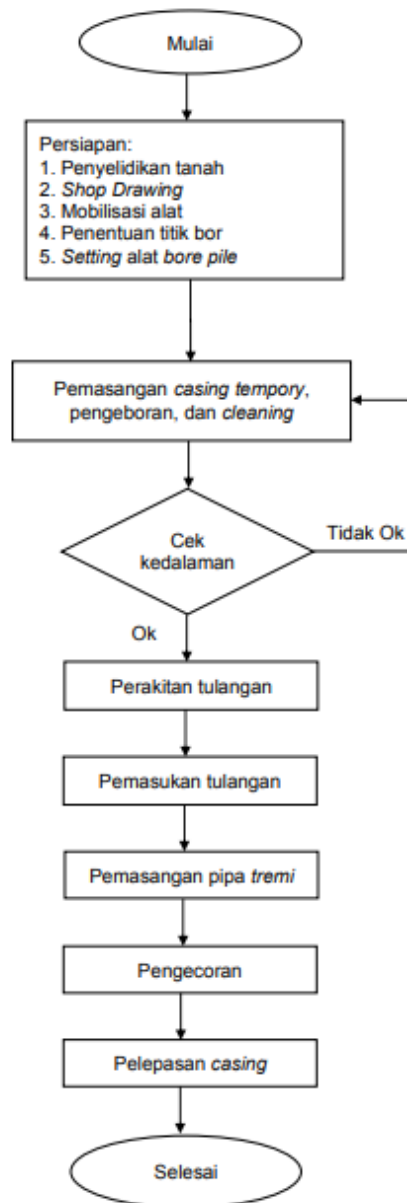 Mulai
Persiapan:
1. Penyelidikan tanah
2. Shop Drawing
3. Mobilisasi alat
4. Penentuan titik bor
5. Setting alat bore pile
Pemasangan casing tempory,
pengeboran, dan cleaning
Cek
kedalaman
Tidak Ok
Ok
Perakitan tulangan
Pemasukan tulangan
Pemasangan pipa tremi
Pengecoran
Pelepasan casing
Selesai